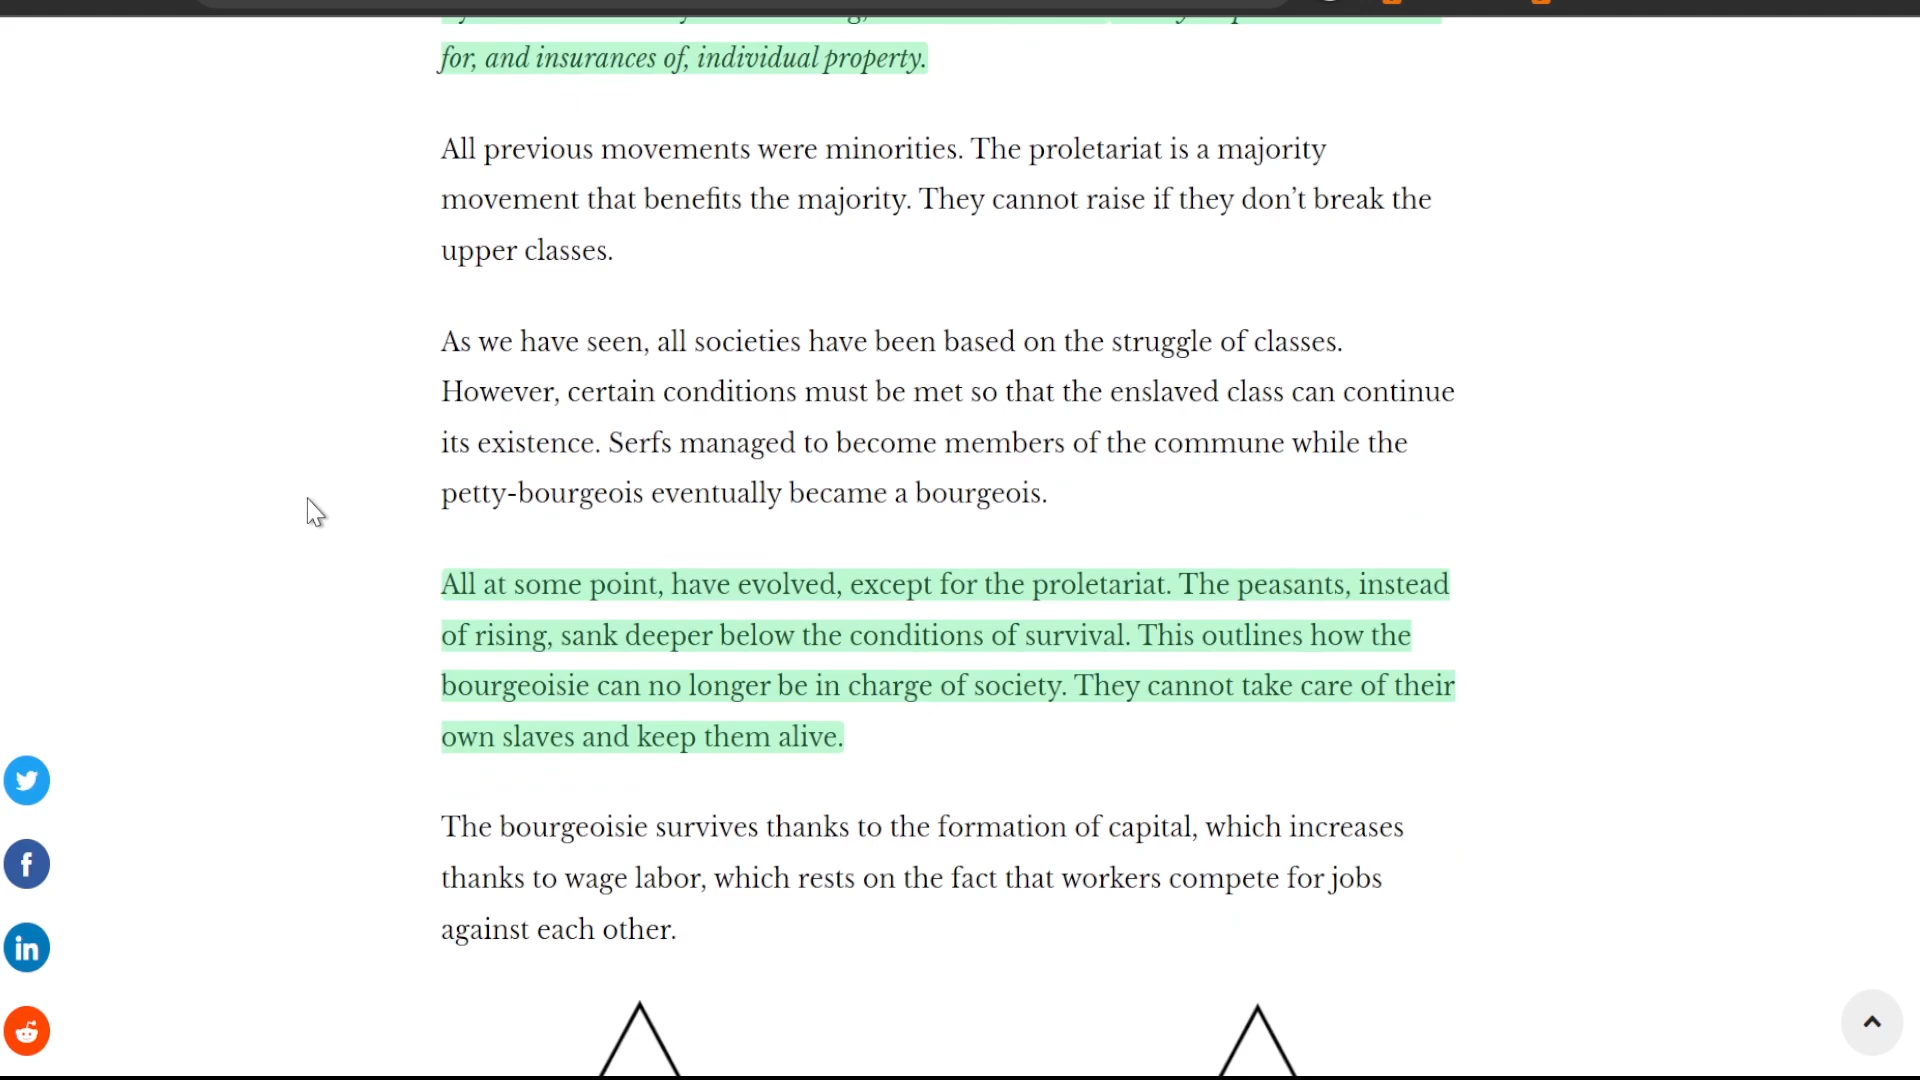 for, and insurances of, individual property.
All previous movements were minorities. The proletariat is a majority
movement that benefits the majority. They cannot raise if they don’t break the
upper classes.
As we have seen, all societies have been based on the struggle of classes.
However, certain conditions must be met so that the enslaved class can continue
its existence. Serfs managed to become members of the commune while the
petty-bourgeois eventually became a bourgeois.
All at some point, have evolved, except for the proletariat. The peasants, instead
of rising, sank deeper below the conditions of survival. This outlines how the
bourgeoisie can no longer be in charge of society. They cannot take care of their
own slaves and keep them alive.
The bourgeoisie survives thanks to the formation of capital, which increases
thanks to wage labor, which rests on the fact that workers compete for jobs
against each other.